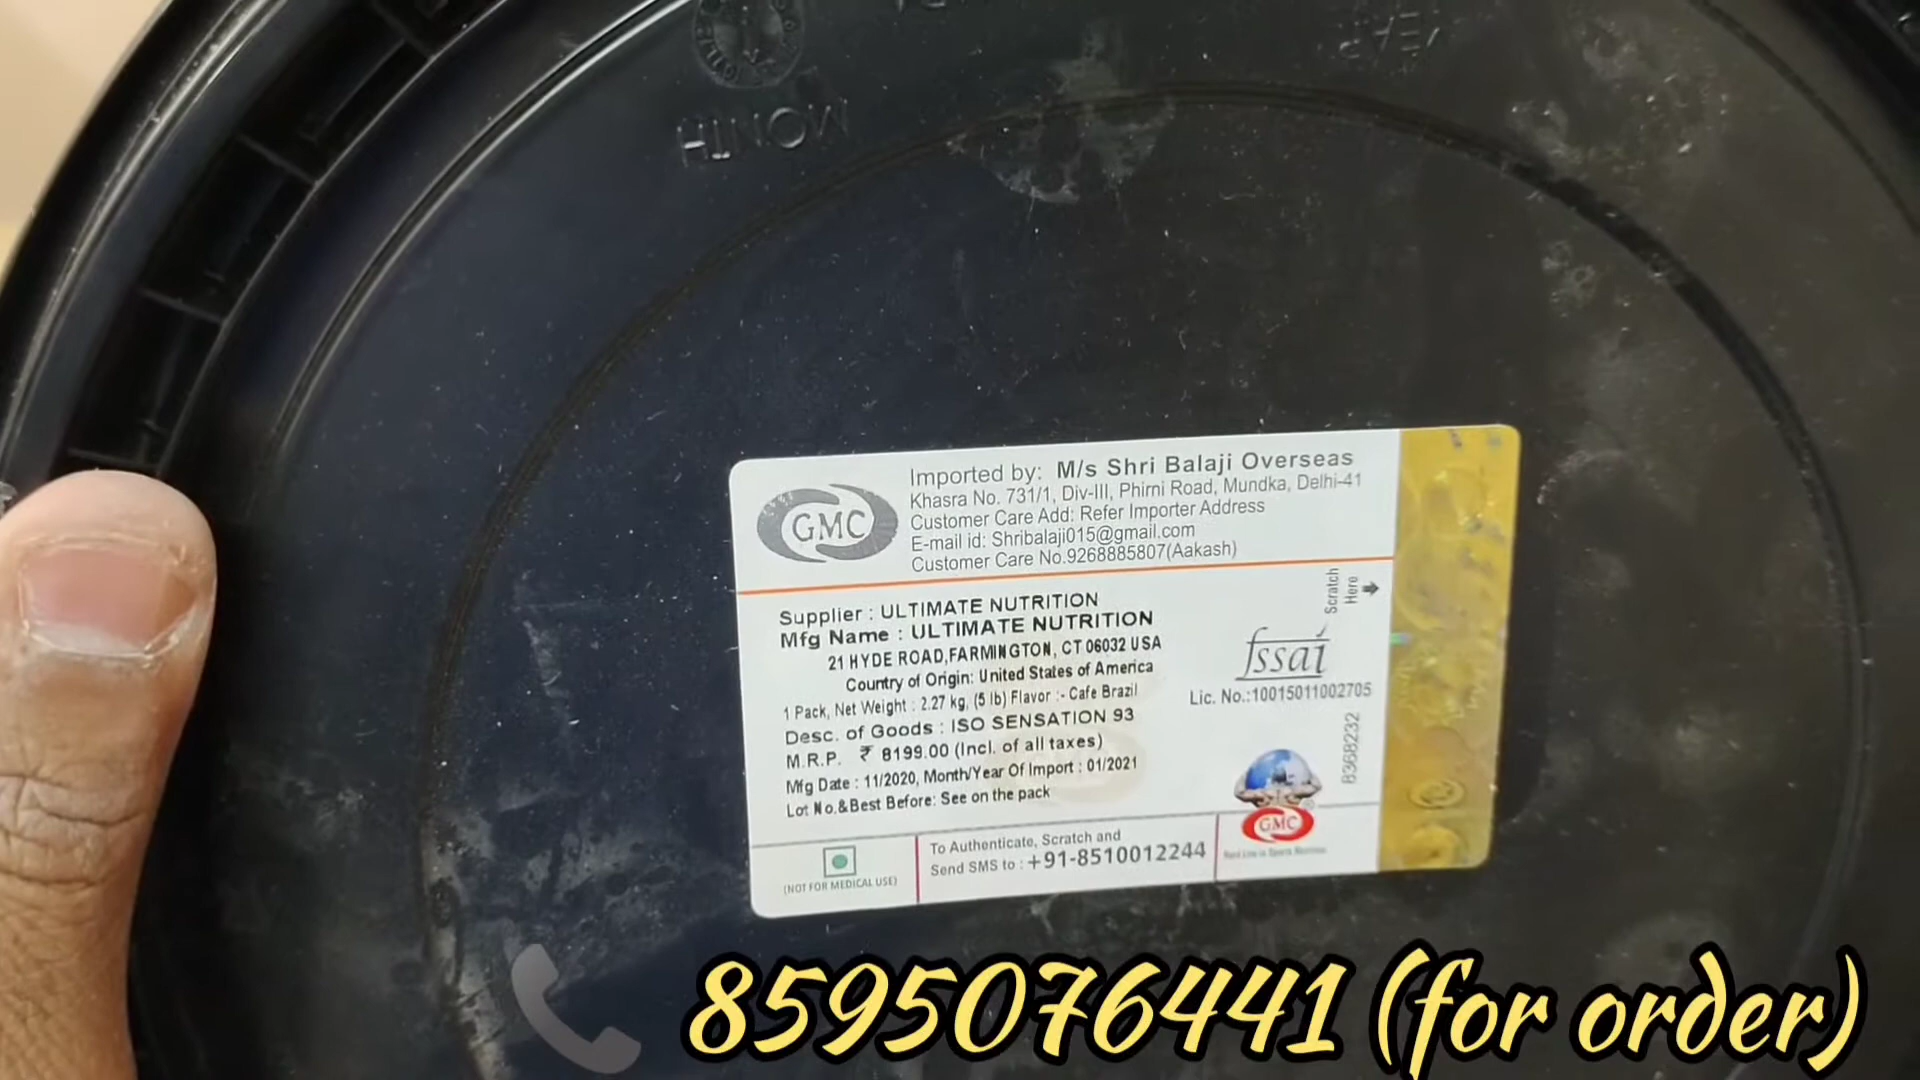 MONTH
YEAR
GMC
Imported by: M/s Shri Balaji Overseas
Khasra No. 731/1, Div-III, Phirni Road, Mundka, Delhi-41
Customer Care Add: Refer Importer Address
E-mail id: Shribalaji015@gmail.com
Customer Care No.9268885807(Aakash)
Scratch
Here
Supplier : ULTIMATE NUTRITION
Mfg Name : ULTIMATE NUTRITION
21 HYDE ROAD,FARMINGTON, CT 06032 USA
Country of Origin: United States of America
1 Pack, Net Weight : 2.27 kg, (5 lb) Flavor :- Cafe Brazil
Desc. of Goods : ISO SENSATION 93
M.R.P. ₹ 8199.00 (Incl. of all taxes)
Mfg Date : 11/2020, Month/Year Of Import : 01/2021
Lot No.&Best Before: See on the pack
fssai
Lic. No.:10015011002705
8368232
GMC
(NOT FOR MEDICAL USE)
To Authenticate, Scratch and
Send SMS to : +91-8510012244
8595076441 (for order)